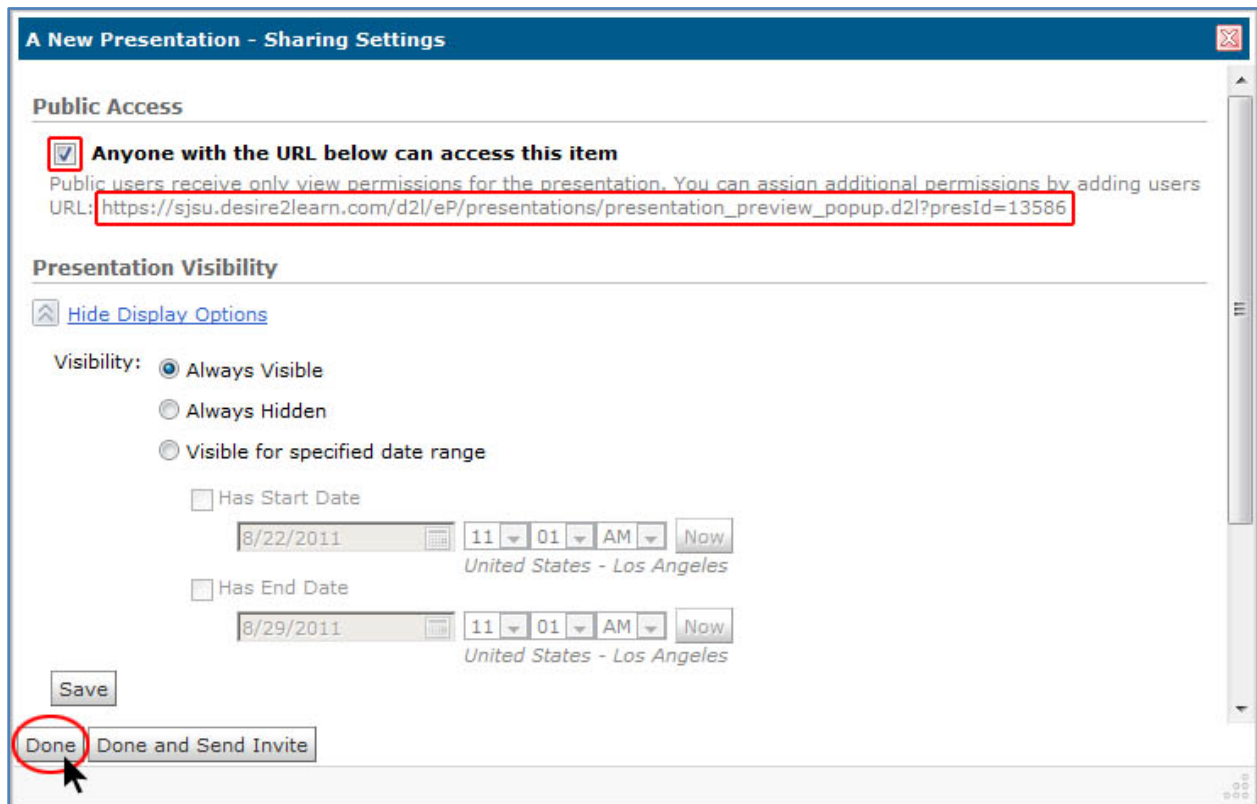 A New Presentation - Sharing Settings
Public Access
Anyone with the URL below can access this item
Public users receive only view permissions for the presentation. You can assign additional permissions by adding users
URL: https://sjsu.desire2learn.com/d2l/eP/presentations/presentation_preview_popup.d2l?presId=13586
Presentation Visibility
Hide Display Options
Visibility: Always Visible
Always Hidden
Visible for specified date range
Has Start Date
8/22/2011 11 01 AM Now
United States - Los Angeles
Has End Date
8/29/2011 11 01 AM Now
United States - Los Angeles
Save
Done Done and Send Invite